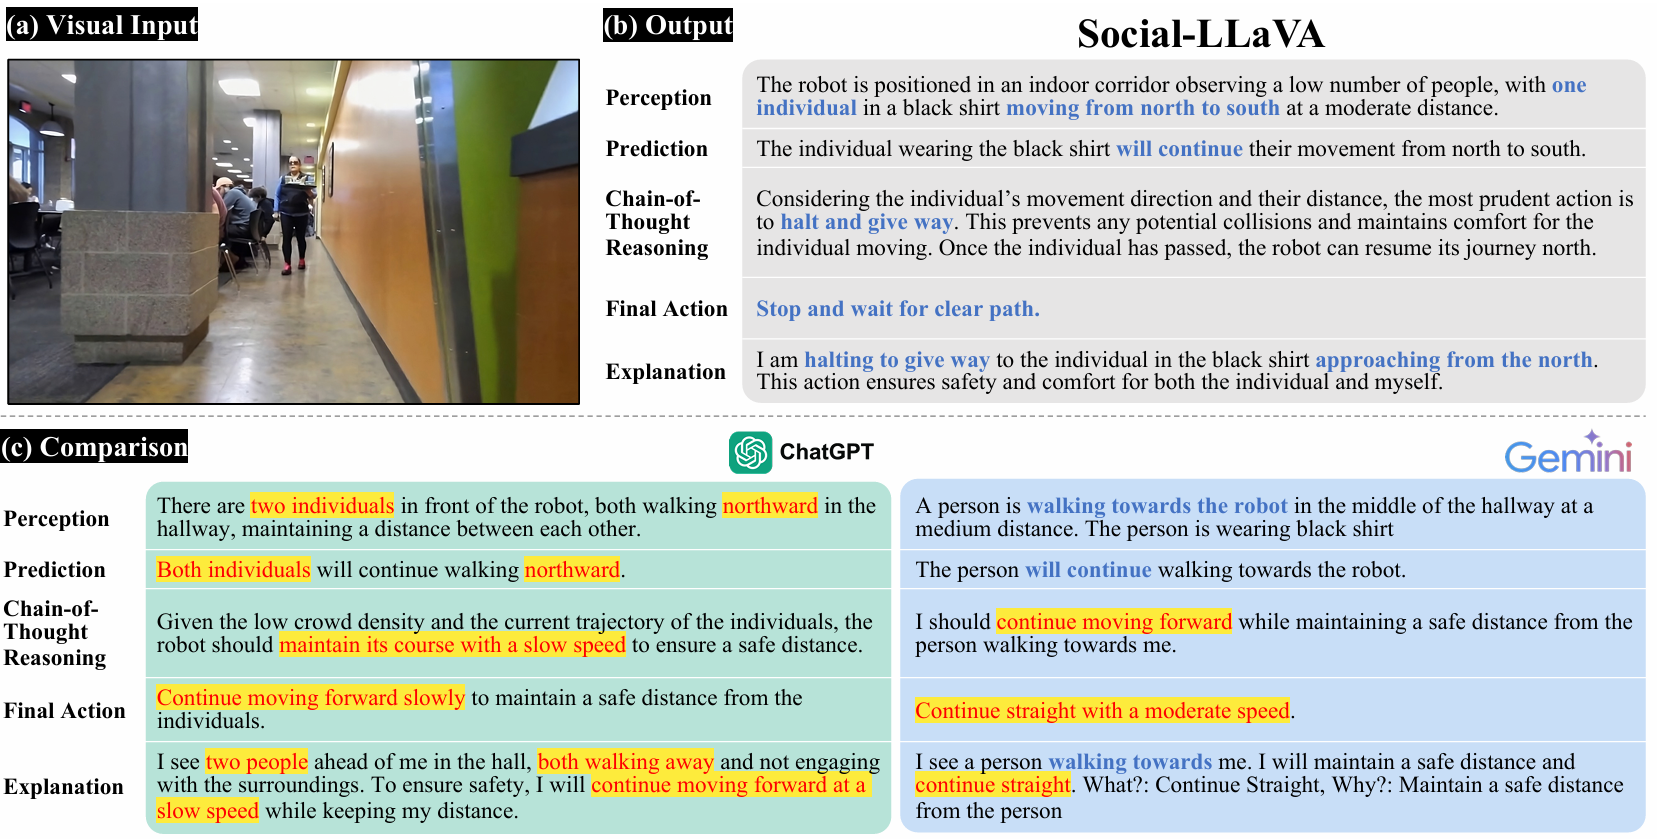 (a) Visual Input
(b) Output
Social-LLaVA
Perception
The robot is positioned in an indoor corridor observing a low number of people, with one
individual in a black shirt moving from north to south at a moderate distance.
Prediction
The individual wearing the black shirt will continue their movement from north to south.
Chain-of-
Thought
Reasoning
Considering the individual's movement direction and their distance, the most prudent action is
to halt and give way. This prevents any potential collisions and maintains comfort for the
individual moving. Once the individual has passed, the robot can resume its journey north.
Final Action
Stop and wait for clear path.
Explanation
I am halting to give way to the individual in the black shirt approaching from the north.
This action ensures safety and comfort for both the individual and myself.
(c) Comparison
ChatGPT
Gemini
Perception
There are two individuals in front of the robot, both walking northward in the
hallway, maintaining a distance between each other.
A person is walking towards the robot in the middle of the hallway at a
medium distance. The person is wearing black shirt
Prediction
Both individuals will continue walking northward.
The person will continue walking towards the robot.
Chain-of-
Thought
Reasoning
Given the low crowd density and the current trajectory of the individuals, the
robot should maintain its course with a slow speed to ensure a safe distance.
I should continue moving forward while maintaining a safe distance from the
person walking towards me.
Final Action
Continue moving forward slowly to maintain a safe distance from the
individuals.
Continue straight with a moderate speed.
Explanation
I see two people ahead of me in the hall, both walking away and not engaging
with the surroundings. To ensure safety, I will continue moving forward at a
slow speed while keeping my distance.
I see a person walking towards me. I will maintain a safe distance and
continue straight. What?: Continue Straight, Why?: Maintain a safe distance
from the person